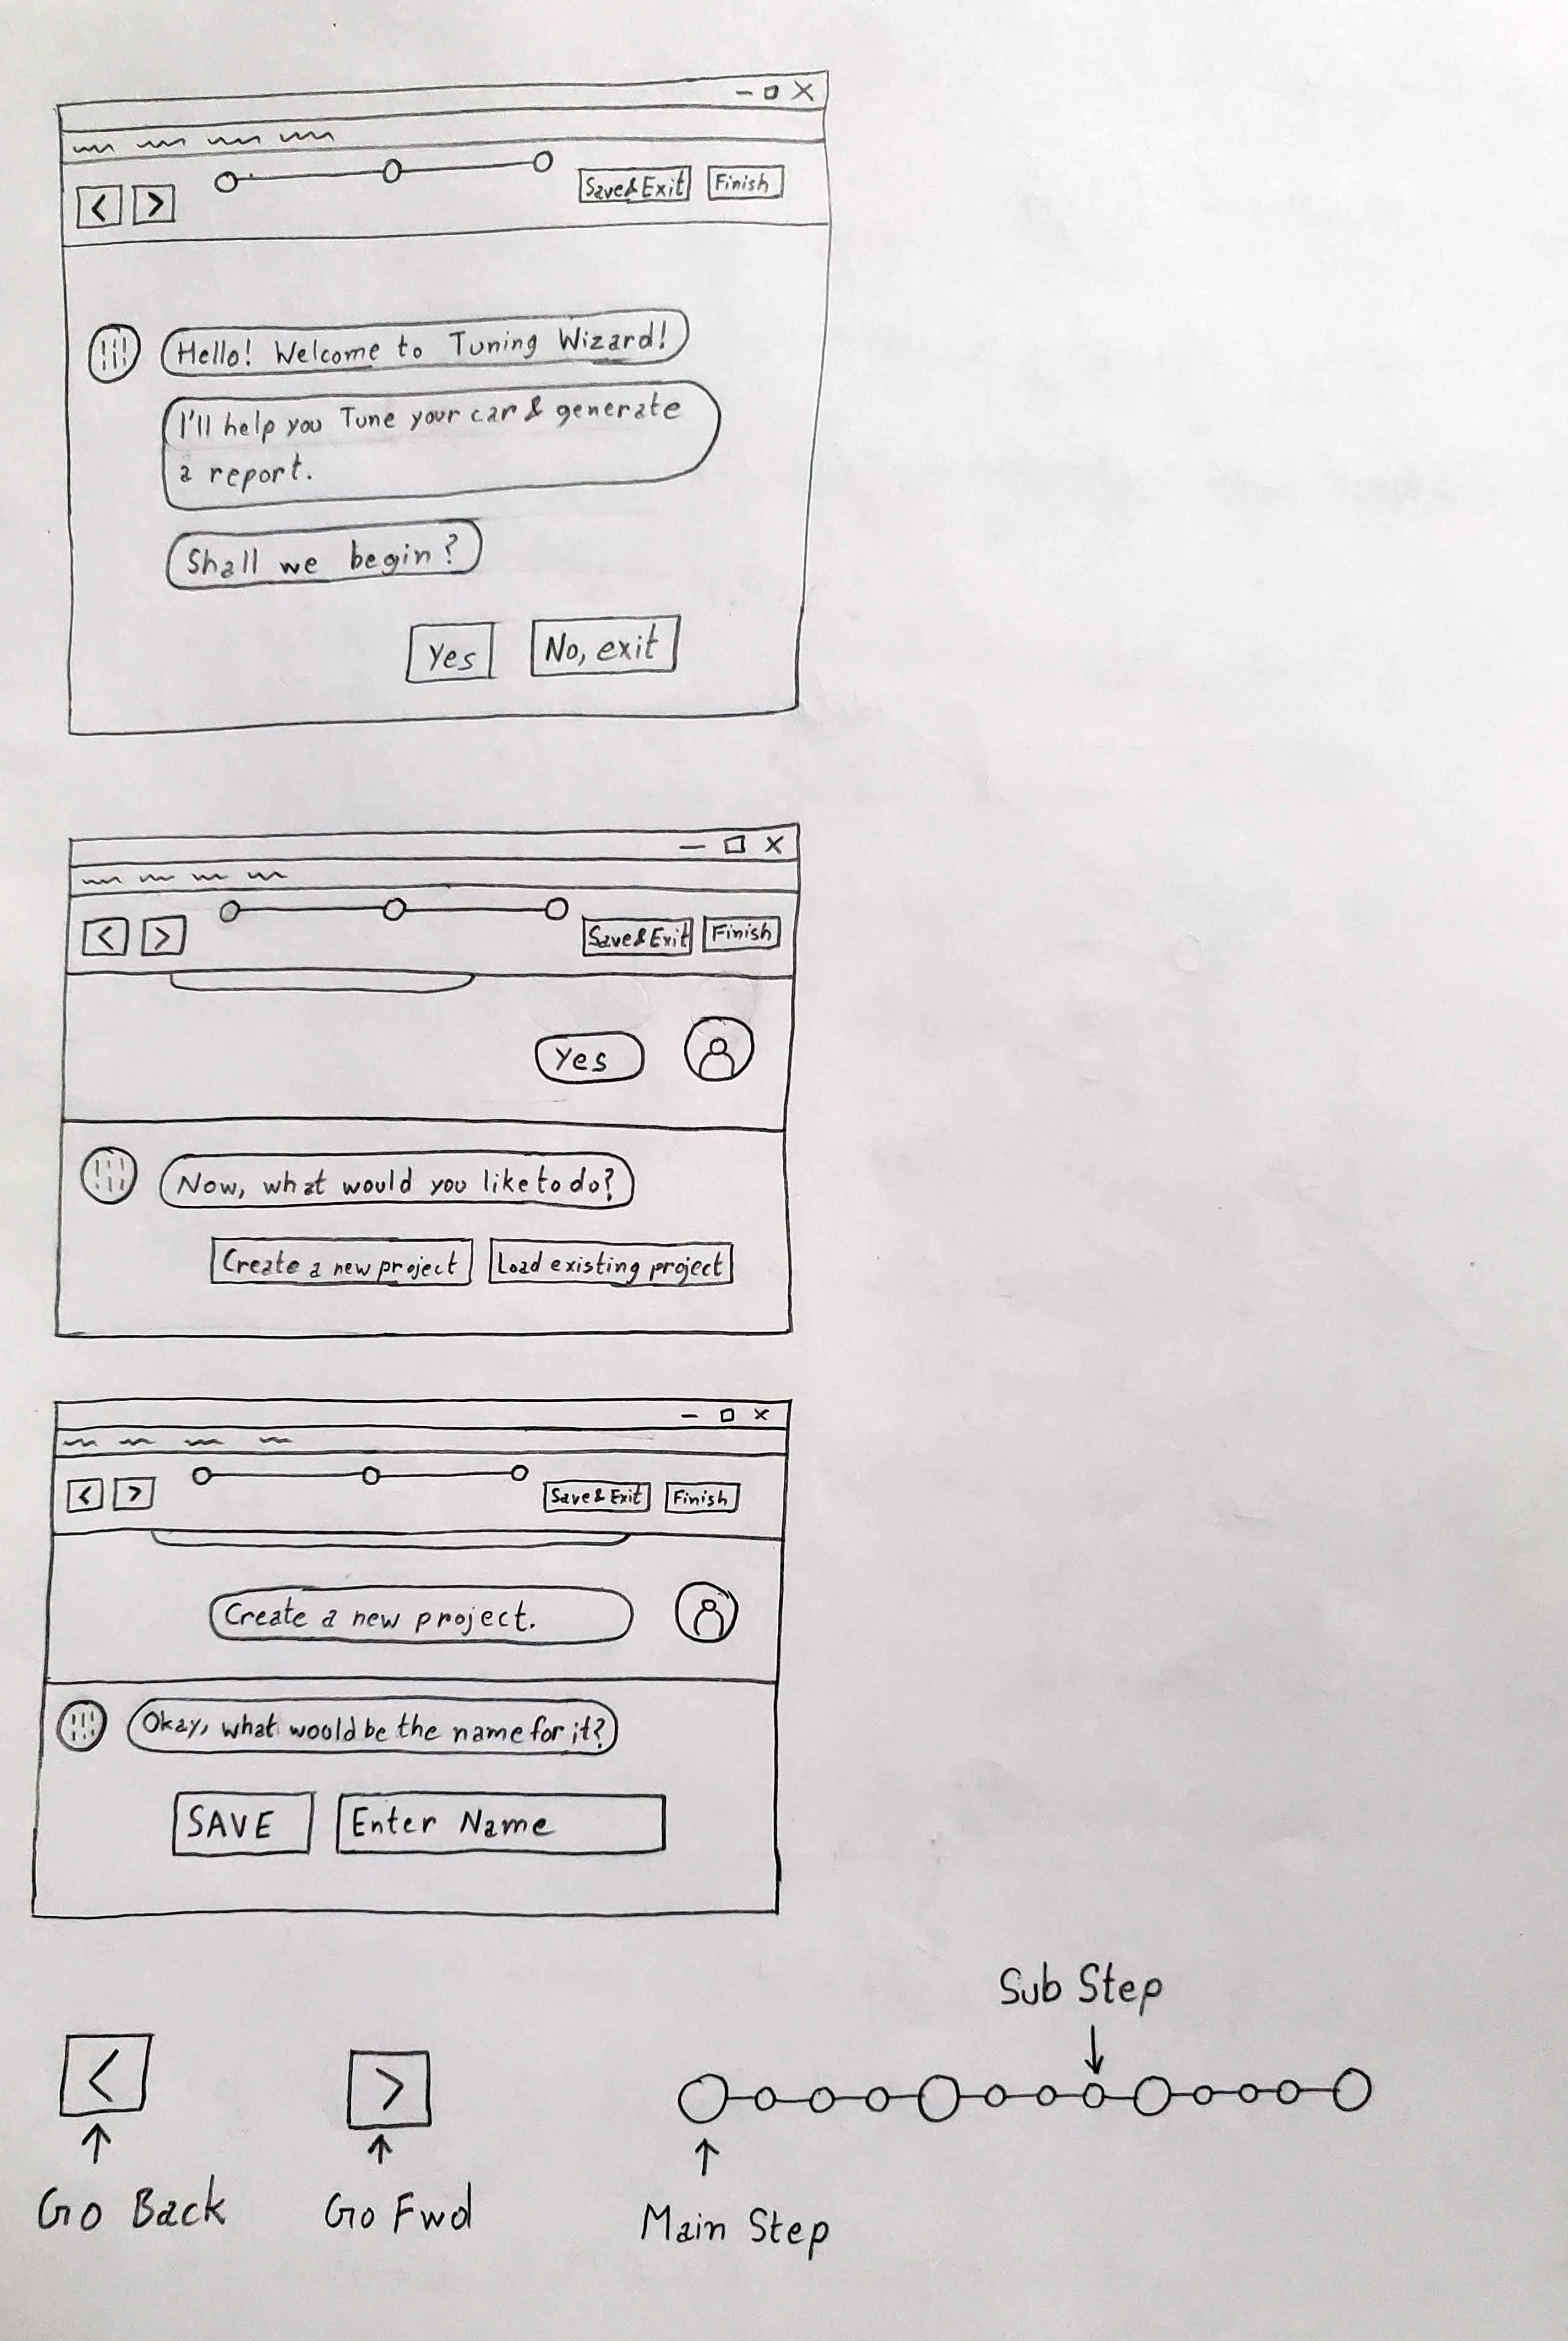 Save&Exit Finish
Hello! Welcome to Tuning Wizard!
I'll help you Tune your car & generate
a report.
Shall we begin?
Yes No, exit
Save&Exit Finish
Yes
Now, what would you like to do?
Create a new project Load existing project
Save&Exit Finish
Create a new project.
Okay, what would be the name for it?
SAVE Enter Name
Sub Step
Go Back Go Fwd Main Step